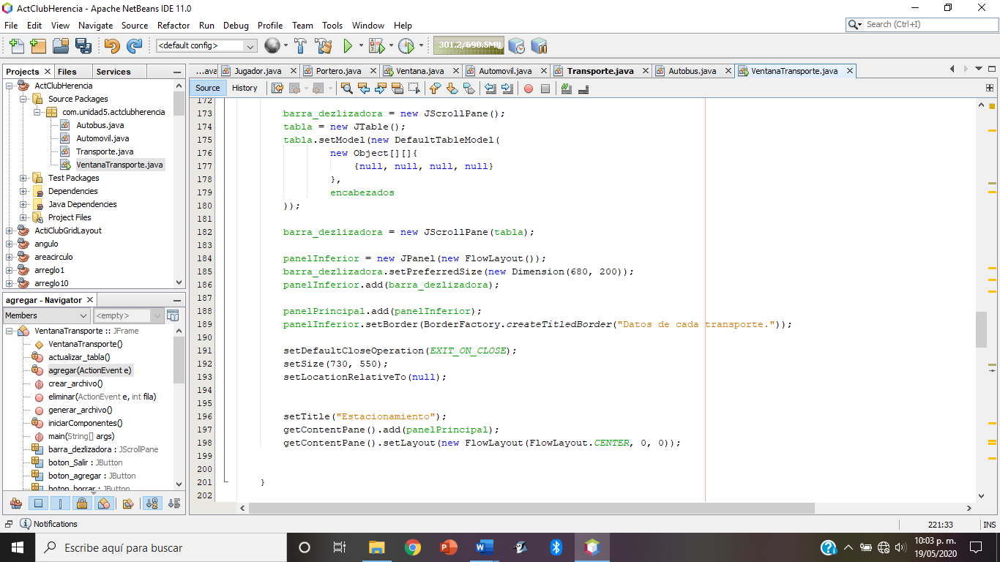 ActClubHerencia - Apache NetBeans IDE 11.0
File Edit View Navigate Source Refactor Run Debug Profile Team Tools Window Help
Search (Ctrl+I)
<default config>
301.2/690.5MB
Projects Files Services
...ava Jugador.java Portero.java Ventana.java Automovil.java Transporte.java Autobus.java VentanaTransporte.java
Source History
ActClubHerencia
Source Packages
com.unidad5.actclubherencia
Autobus.java
Automovil.java
Transporte.java
VentanaTransporte.java
Test Packages
Dependencies
Java Dependencies
Project Files
ActiClubGridLayout
angulo
areacirculo
arreglo1
arreglo10
agregar - Navigator
Members <empty>
VentanaTransporte :: JFrame
VentanaTransporte()
actualizar_tabla()
agregar(ActionEvent e)
crear_archivo()
eliminar(ActionEvent e, int fila)
generar_archivo()
iniciarComponentes()
main(String[] args)
barra_dezlizadora : JScrollPane
boton_Salir : JButton
boton_agregar : JButton
boton_borrar : JButton
172
173 barra_dezlizadora = new JScrollPane();
174 tabla = new JTable();
175 tabla.setModel(new DefaultTableModel(
176 new Object[][]{
177 {null, null, null, null}
178 },
179 encabezados
180 ));
181
182 barra_dezlizadora = new JScrollPane(tabla);
183
184 panelInferior = new JPanel(new FlowLayout());
185 barra_dezlizadora.setPreferredSize(new Dimension(680, 200));
186 panelInferior.add(barra_dezlizadora);
187
188 panelPrincipal.add(panelInferior);
189 panelInferior.setBorder(BorderFactory.createTitledBorder("Datos de cada transporte."));
190
191 setDefaultCloseOperation(EXIT_ON_CLOSE);
192 setSize(730, 550);
193 setLocationRelativeTo(null);
194
195
196 setTitle("Estacionamiento");
197 getContentPane().add(panelPrincipal);
198 getContentPane().setLayout(new FlowLayout(FlowLayout.CENTER, 0, 0));
199
200
201 }
202
Notifications
221:33 INS
Escribe aquí para buscar
10:03 p. m.
19/05/2020